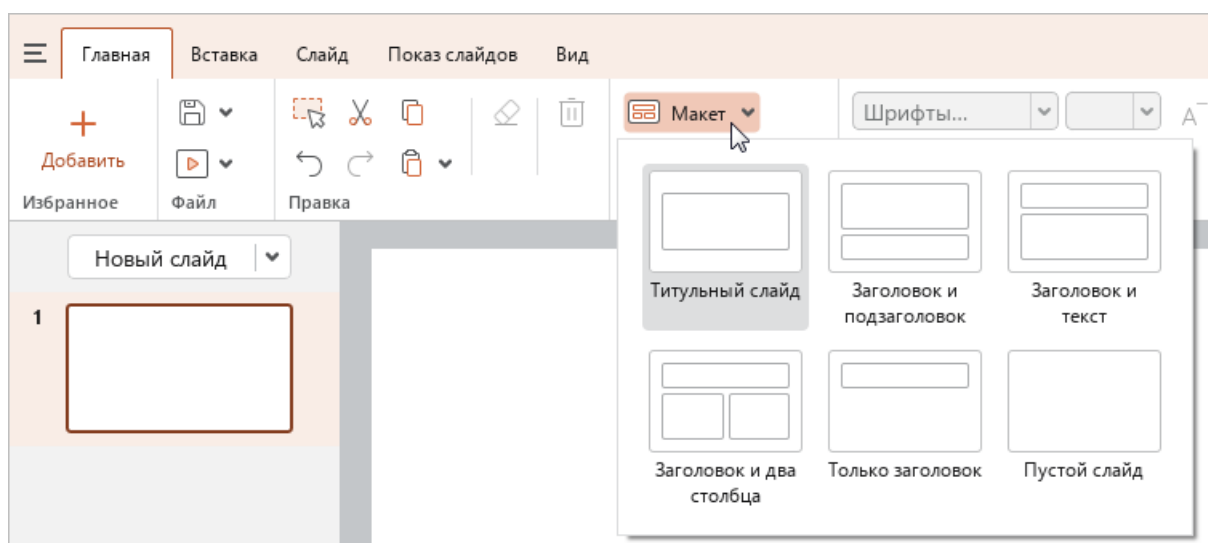 Главная Вставка Слайд Показ слайдов Вид
Макет Шрифты... A
Добавить
Избранное Файл Правка
Новый слайд
1
Титульный слайд
Заголовок и
подзаголовок
Заголовок и
текст
Заголовок и два
столбца
Только заголовок
Пустой слайд